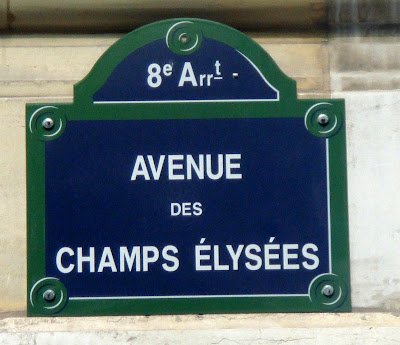 8e Arrt -
AVENUE
DES
CHAMPS ÉLYSÉES